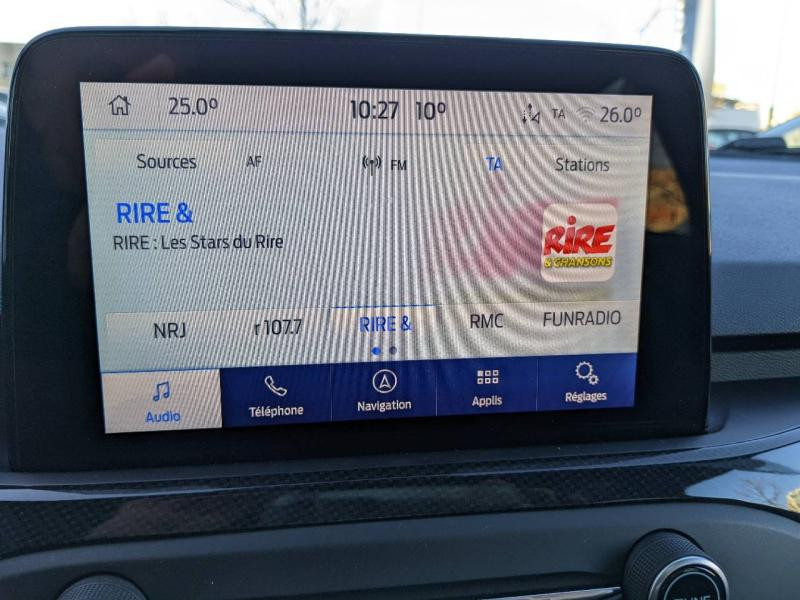 25.0° 10:27 10° TA 26.0°
Sources AF FM TA Stations
RIRE &
RIRE : Les Stars du Rire
RIRE
& CHANSONS
NRJ r 107.7 RIRE & RMC FUNRADIO
Audio Téléphone Navigation Applis Réglages
TUNE